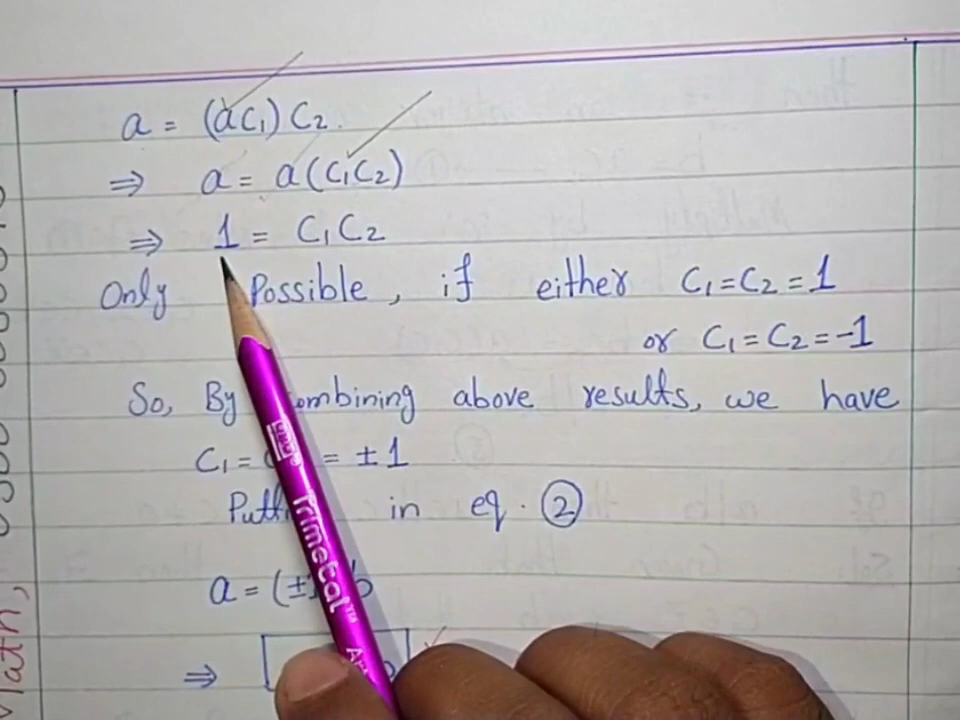 a = (aC₁) C₂
⇒ a = a(C₁C₂)
⇒ 1 = C₁C₂
Only Possible, if either C₁=C₂=1
or C₁=C₂=-1
So, By ombining above results, we have
C₁ = = ±1
in eq. ②
a = (±
⇒
Trimetal™